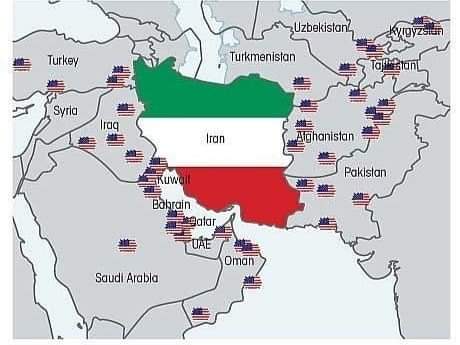 Uzbekistan
Kyrgyzstan
Turkey
Turkmenistan
Tajikistan
Syria
Iraq
Iran
Afghanistan
Kuwait
Pakistan
Bahrain
Qatar
UAE
Oman
Saudi Arabia